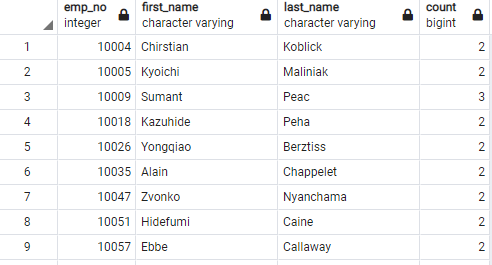 emp_no first_name last_name count
integer character varying character varying bigint
1 10004 Chirstian Koblick 2
2 10005 Kyoichi Maliniak 2
3 10009 Sumant Peac 3
4 10018 Kazuhide Peha 2
5 10026 Yongqiao Berztiss 2
6 10035 Alain Chappelet 2
7 10047 Zvonko Nyanchama 2
8 10051 Hidefumi Caine 2
9 10057 Ebbe Callaway 2